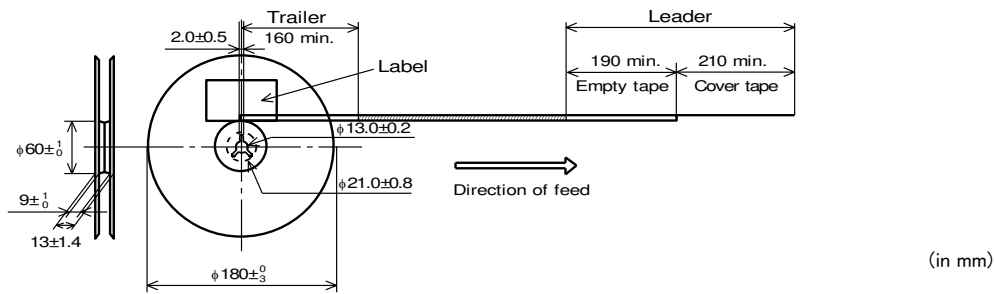 Trailer
Leader
2.0±0.5
160 min.
190 min.
210 min.
Empty tape
Cover tape
Label
ϕ13.0±0.2
ϕ60±¹₀
ϕ21.0±0.8
Direction of feed
9±¹₀
13±1.4
ϕ180±⁰₃
(in mm)